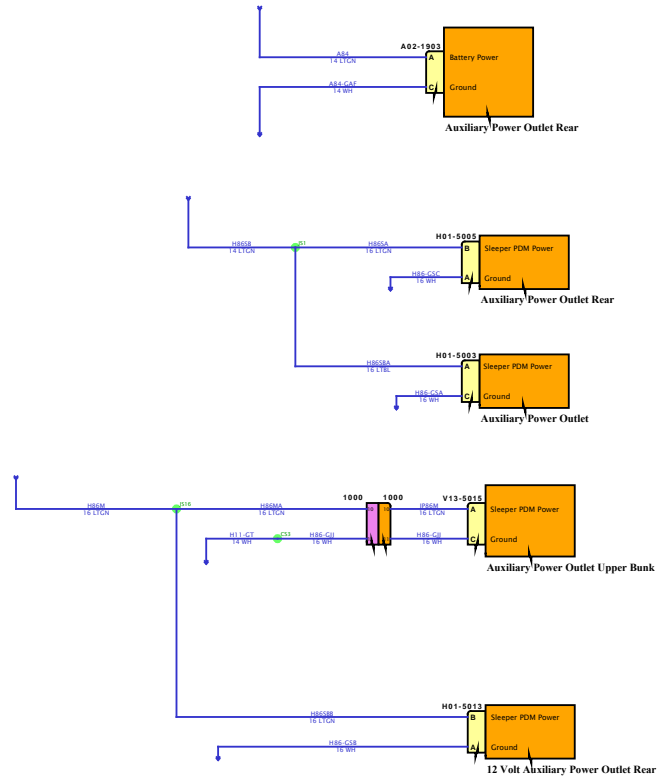 A02-1903
A84
14 LTGN
A Battery Power
A84-GAF
14 WH
C Ground
Auxiliary Power Outlet Rear
H01-5005
H86SB
14 LTGN
JS1
H86SA
16 LTGN
B Sleeper PDM Power
H86-GSC
16 WH
A Ground
Auxiliary Power Outlet Rear
H01-5003
H86SBA
16 LTBL
A Sleeper PDM Power
H86-GSA
16 WH
C Ground
Auxiliary Power Outlet
1000 1000 V13-5015
H86M
16 LTGN
JS16
H86MA
16 LTGN
10 10
JP86M
16 LTGN
A Sleeper PDM Power
H11-GT
14 WH
CS3
H86-GJJ
16 WH
H86-GJJ
16 WH
C Ground
Auxiliary Power Outlet Upper Bunk
H01-5013
H86SBB
16 LTGN
B Sleeper PDM Power
H86-GSB
16 WH
A Ground
12 Volt Auxiliary Power Outlet Rear